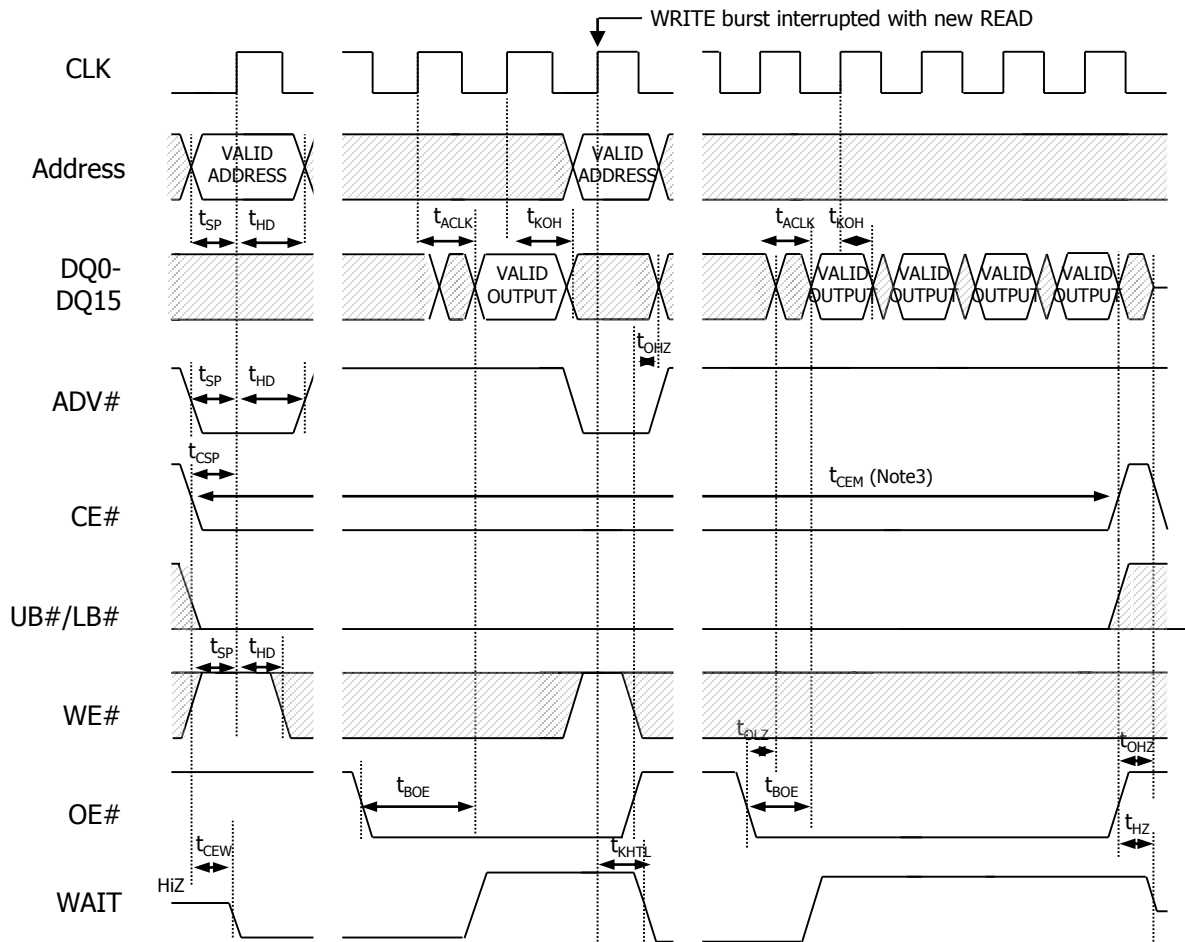 WRITE burst interrupted with new READ
CLK
Address
VALID
ADDRESS
VALID
ADDRESS
tSP
tHD
tACLK
tKOH
tACLK
tKOH
DQ0-
DQ15
VALID
OUTPUT
VALID
OUTPUT
VALID
OUTPUT
VALID
OUTPUT
VALID
OUTPUT
tOHZ
tSP
tHD
ADV#
tCSP
tCEM (Note3)
CE#
UB#/LB#
tSP
tHD
WE#
tOLZ
tOHZ
tBOE
tBOE
OE#
tHZ
tCEW
tKHTL
HiZ
WAIT